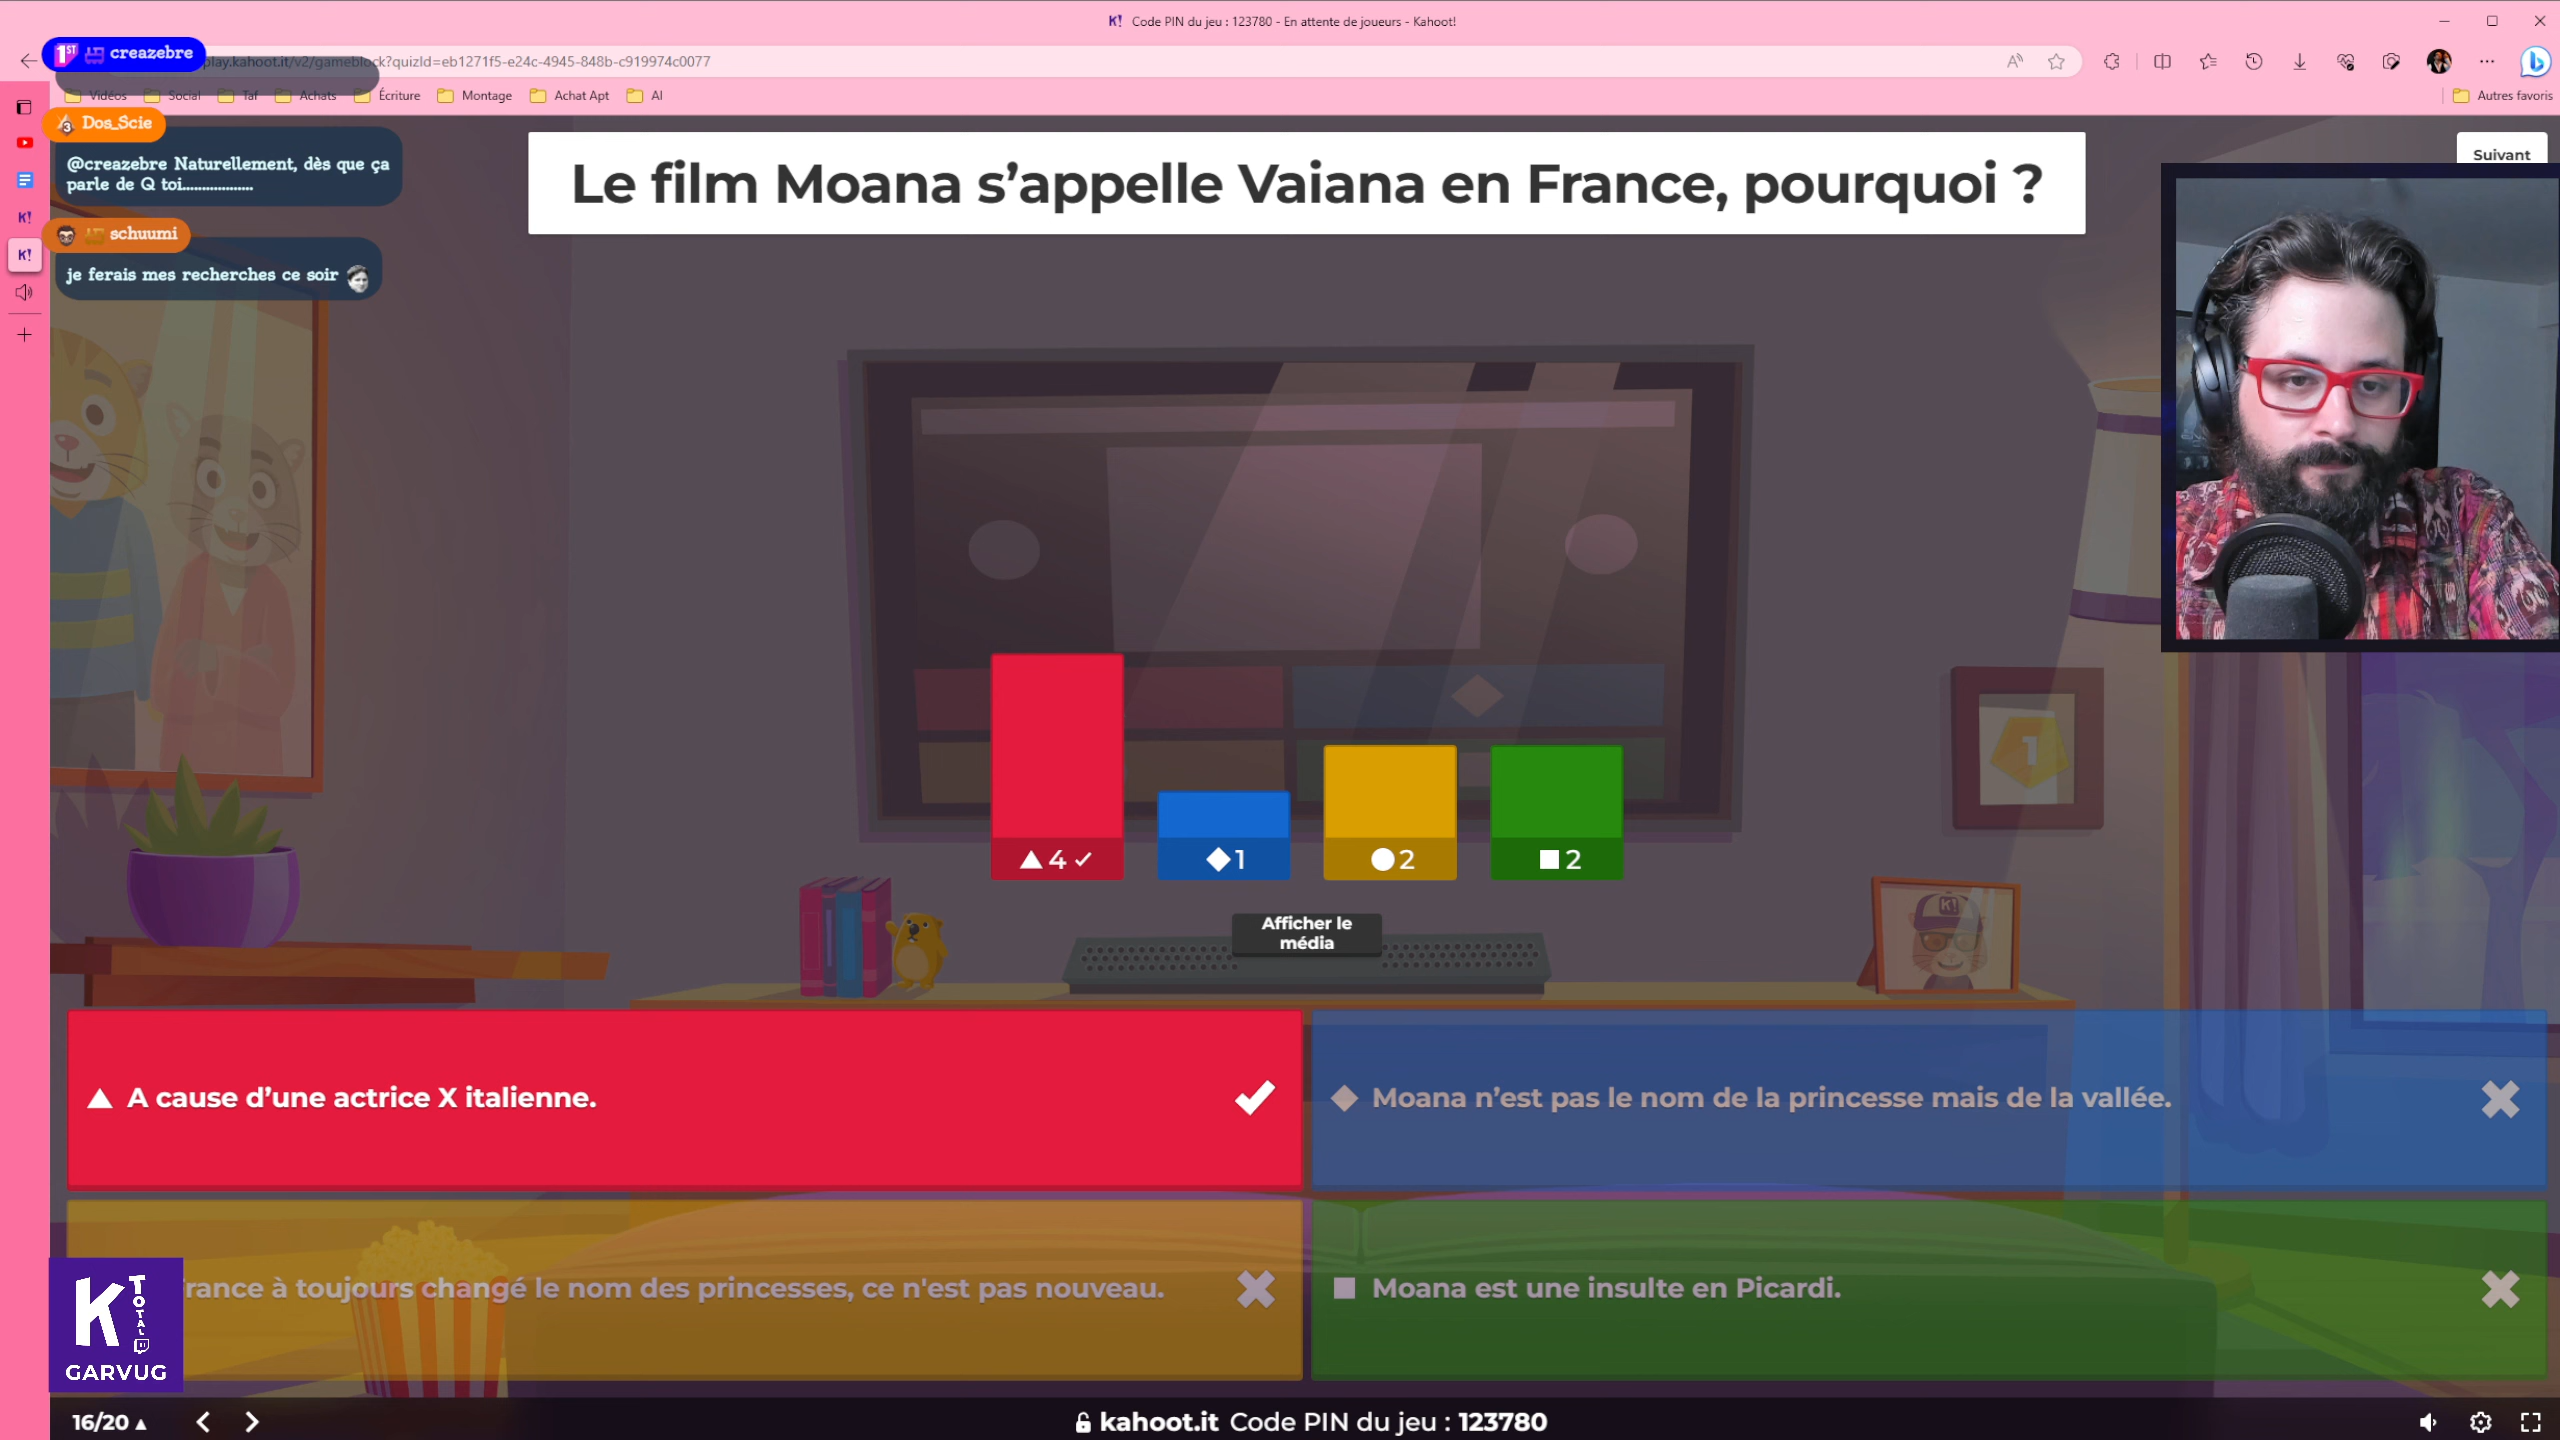 K! Code PIN du jeu : 123780 - En attente de joueurs - Kahoot!
1ST creazebre
play.kahoot.it/v2/gameblock?quizId=eb1271f5-e24c-4945-848b-c919974c0077
Vidéos Social Taf Achats Écriture Montage Achat Apt AI Autres favoris
3 Dos_Scie
@creazebre Naturellement, dès que ça
parle de Q toi..................
schuumi
je ferais mes recherches ce soir
Le film Moana s’appelle Vaiana en France, pourquoi ?
Suivant
K!
K!
1
4
1
2
2
Afficher le
média
K!
A cause d’une actrice X italienne.
Moana n’est pas le nom de la princesse mais de la vallée.
France à toujours changé le nom des princesses, ce n'est pas nouveau.
Moana est une insulte en Picardi.
K TOTAL
GARVUG
16/20
kahoot.it Code PIN du jeu : 123780